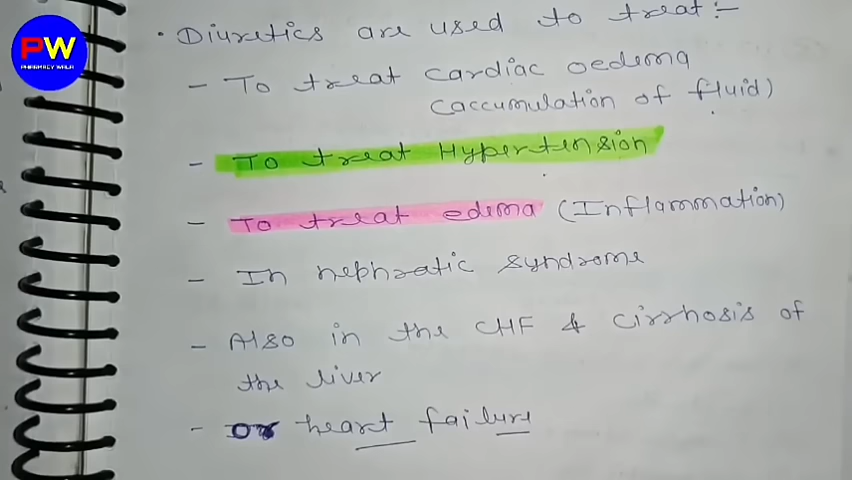 PW
PHARMACY WALA
• Diuretics are used to treat :-
- To treat cardiac oedema
(accumulation of fluid)
- To treat Hypertension
- To treat edema (Inflammation)
- In nephratic syndrome
- Also in the CHF & cirrhosis of
the liver
- or heart failure